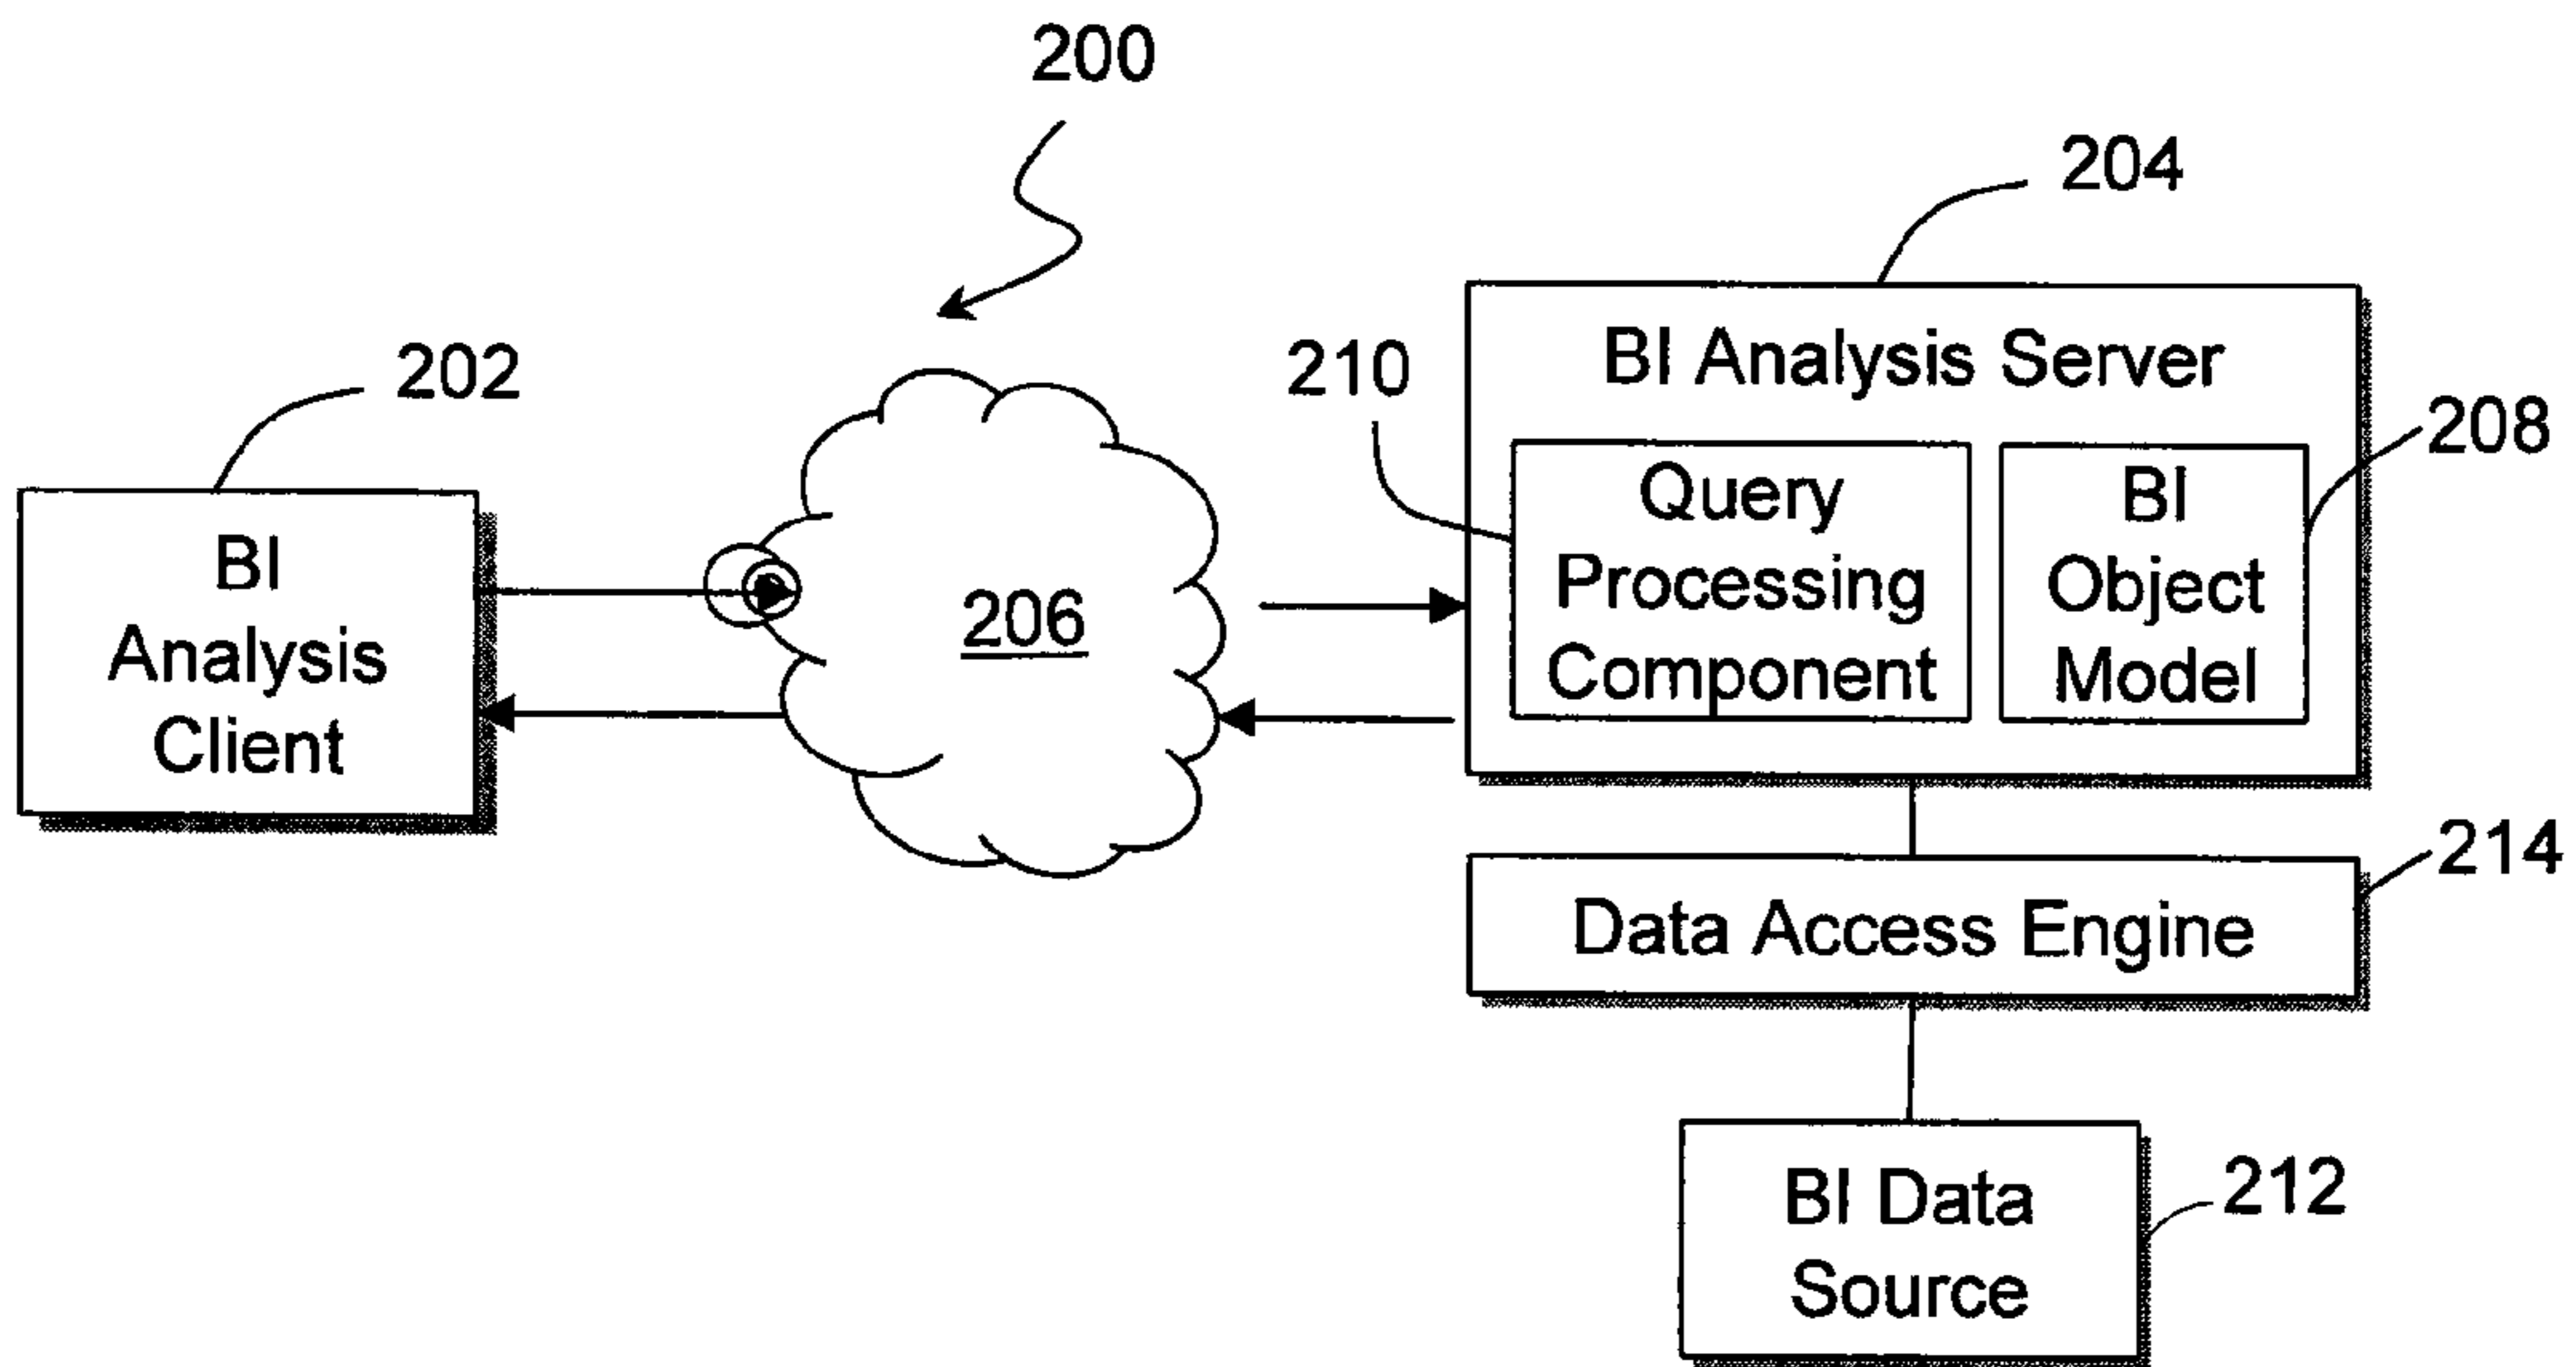 200
204
202
210
BI Analysis Server
208
BI
Analysis
Client
206
Query
Processing
Component
BI
Object
Model
214
Data Access Engine
212
BI Data
Source